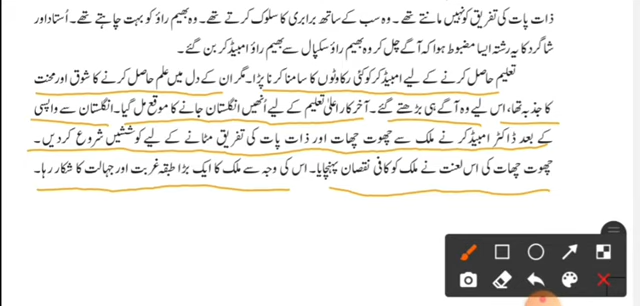 ذات پات کی تفریق کو نہیں مانتے تھے۔ وہ سب کے ساتھ برابری کا سلوک کرتے تھے۔ وہ بھیم راؤ کو بہت چاہتے تھے۔ اُستاد اور
شاگرد کا یہ رشتہ ایسا مضبوط ہوا کہ آگے چل کر وہ بھیم راؤ سکپال سے بھیم راؤ امبیڈکر بن گئے۔
تعلیم حاصل کرنے کے لیے امبیڈکر کو کئی رکاوٹوں کا سامنا کرنا پڑا۔ مگر ان کے دل میں علم حاصل کرنے کا شوق اور محنت
کا جذبہ تھا، اس لیے وہ آگے ہی بڑھتے گئے۔ آخر کار اعلیٰ تعلیم کے لیے اُنھیں انگلستان جانے کا موقع مل گیا۔ انگلستان سے واپسی
کے بعد ڈاکٹر امبیڈکر نے ملک سے چھوت چھات اور ذات پات کی تفریق مٹانے کے لیے کوششیں شروع کر دیں۔
چھوت چھات کی اس لعنت نے ملک کو کافی نقصان پہنچایا۔ اس کی وجہ سے ملک کا ایک بڑا طبقہ غربت اور جہالت کا شکار رہا۔